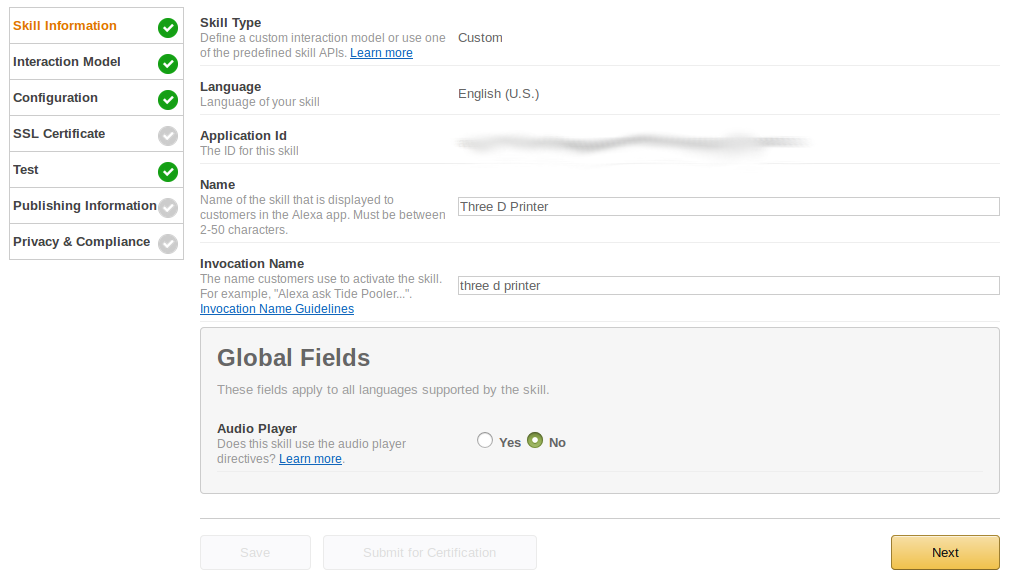 Skill Information
Interaction Model
Configuration
SSL Certificate
Test
Publishing Information
Privacy & Compliance
Skill Type
Define a custom interaction model or use one
of the predefined skill APIs. Learn more
Custom
Language
Language of your skill
English (U.S.)
Application Id
The ID for this skill
Name
Name of the skill that is displayed to
customers in the Alexa app. Must be between
2-50 characters.
Three D Printer
Invocation Name
The name customers use to activate the skill.
For example, "Alexa ask Tide Pooler...".
Invocation Name Guidelines
three d printer
Global Fields
These fields apply to all languages supported by the skill.
Audio Player
Does this skill use the audio player
directives? Learn more.
Yes No
Save
Submit for Certification
Next